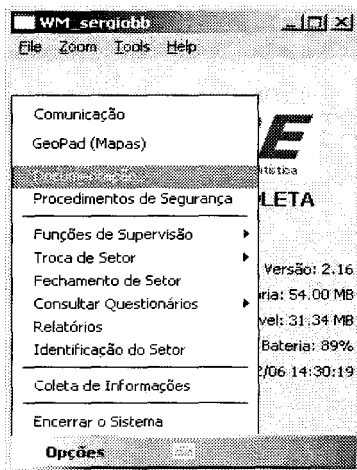 WM_sergiobb
File Zoom Tools Help
Comunicação
GeoPad (Mapas)
Procedimentos de Segurança
LETA
Funções de Supervisão
Troca de Setor
Versão: 2.16
Fechamento de Setor
ria: 54.00 MB
Consultar Questionários
vel: 31.34 MB
Relatórios
Identificação do Setor
Bateria: 89%
/06 14:30:19
Coleta de Informações
Encerrar o Sistema
Opções